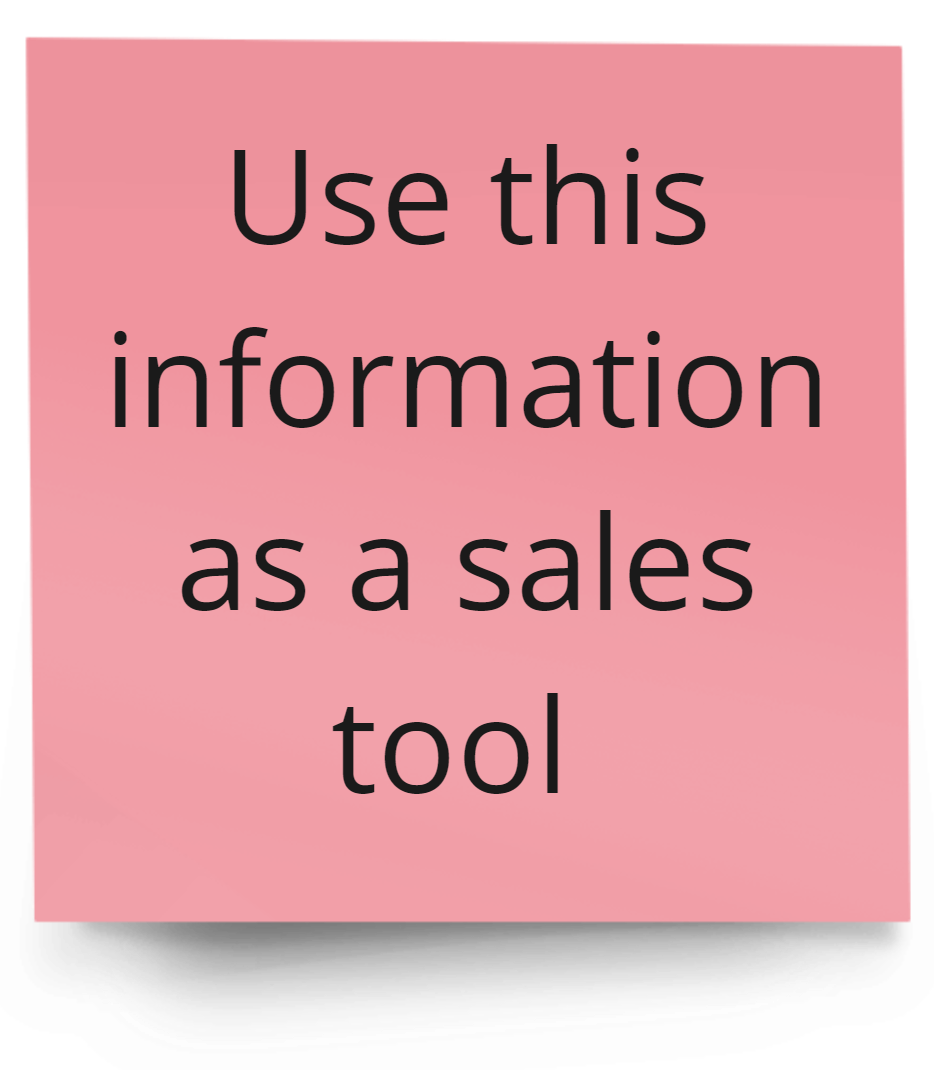 Use this
information
as a sales
tool